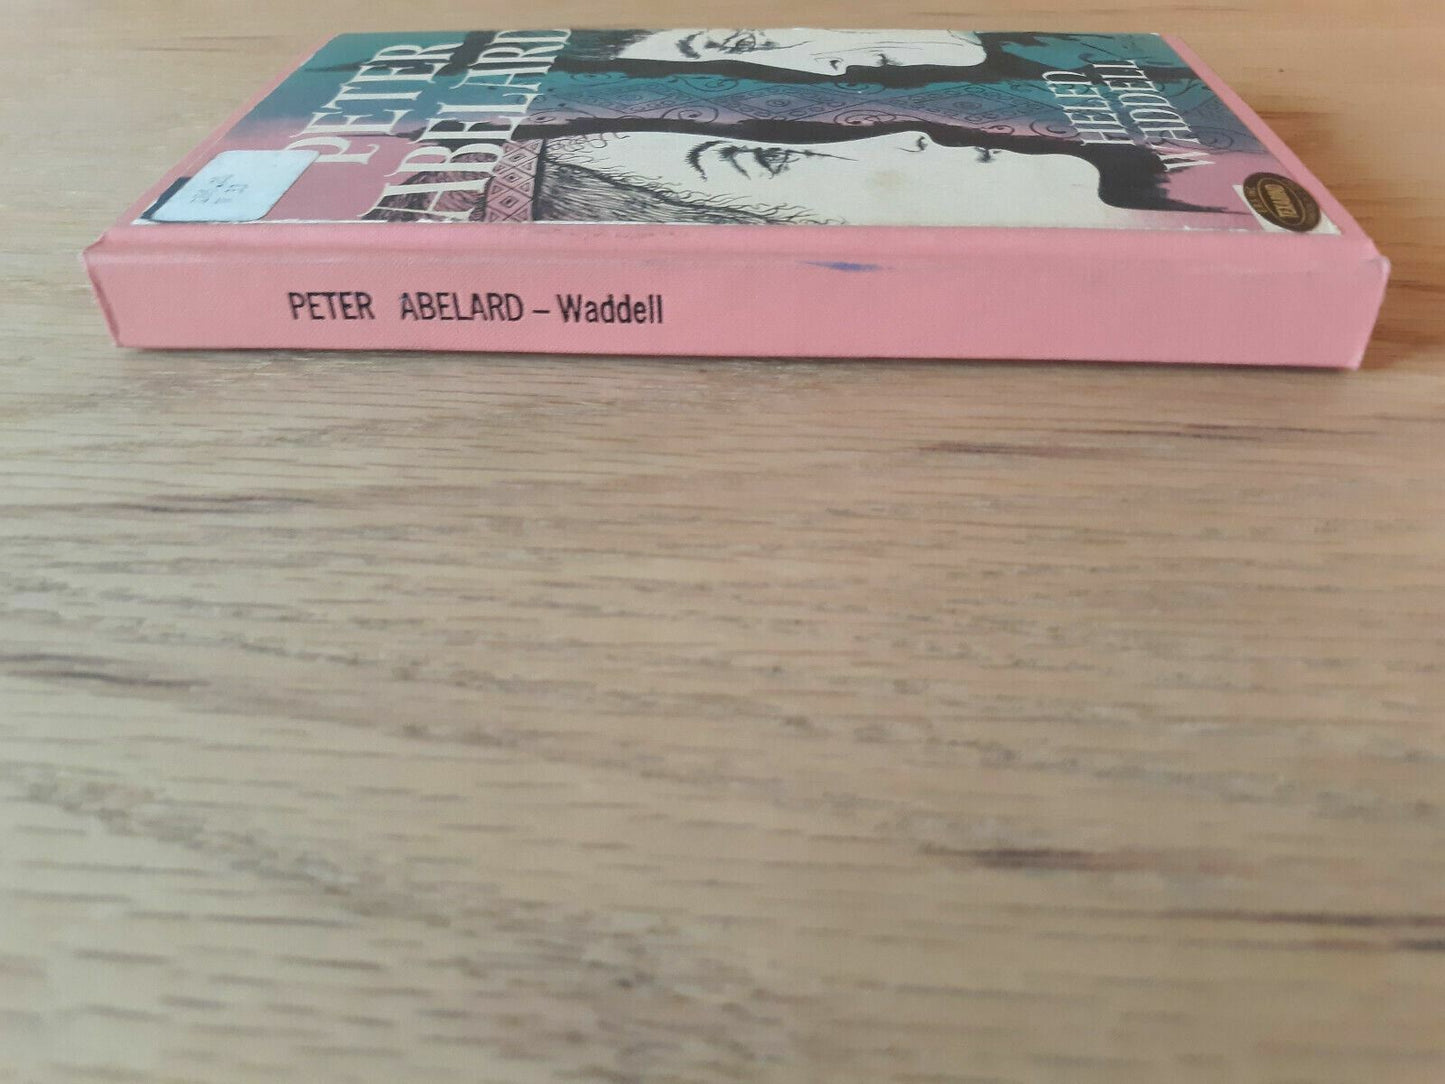 PETER
ABELARD
HELEN
WADDELL
PETER ABELARD – Waddell